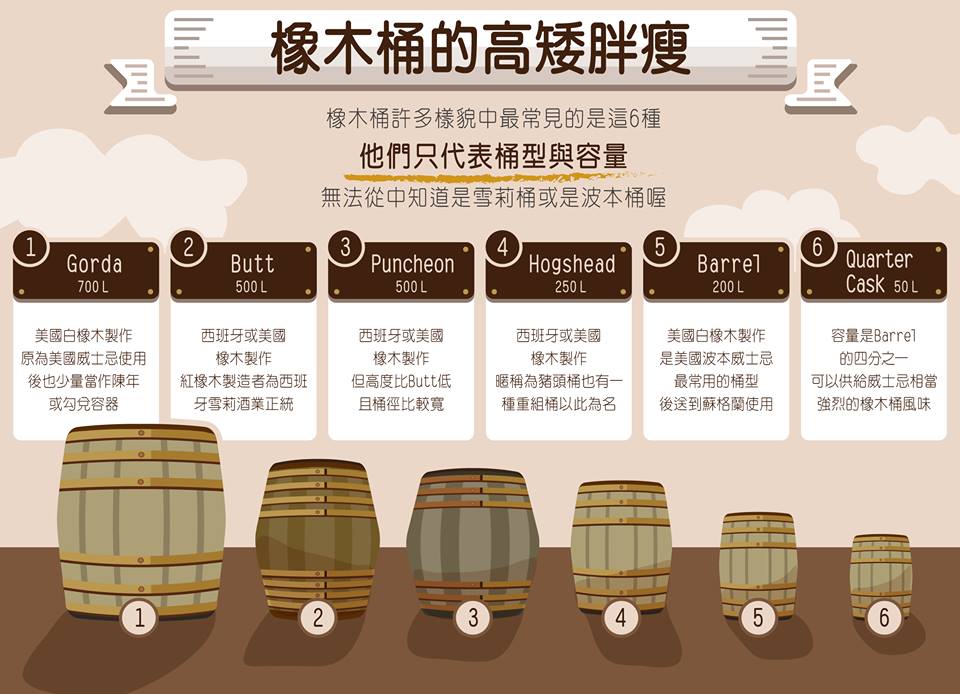 橡木桶的高矮胖瘦
橡木桶許多樣貌中最常見的是這6種
他們只代表桶型與容量
無法從中知道是雪莉桶或是波本桶喔
1
Gorda
700L
美國白橡木製作
原為美國威士忌使用
後也少量當作陳年
或勾兌容器
2
Butt
500L
西班牙或美國
橡木製作
紅橡木製造者為西班
牙雪莉酒業正統
3
Puncheon
500L
西班牙或美國
橡木製作
但高度比Butt低
且桶徑比較寬
4
Hogshead
250L
西班牙或美國
橡木製作
暱稱為豬頭桶也有一
種重組桶以此為名
5
Barrel
200L
美國白橡木製作
是美國波本威士忌
最常用的桶型
後送到蘇格蘭使用
6
Quarter
Cask 50L
容量是Barrel
的四分之一
可以供給威士忌相當
強烈的橡木桶風味
1
2
3
4
5
6